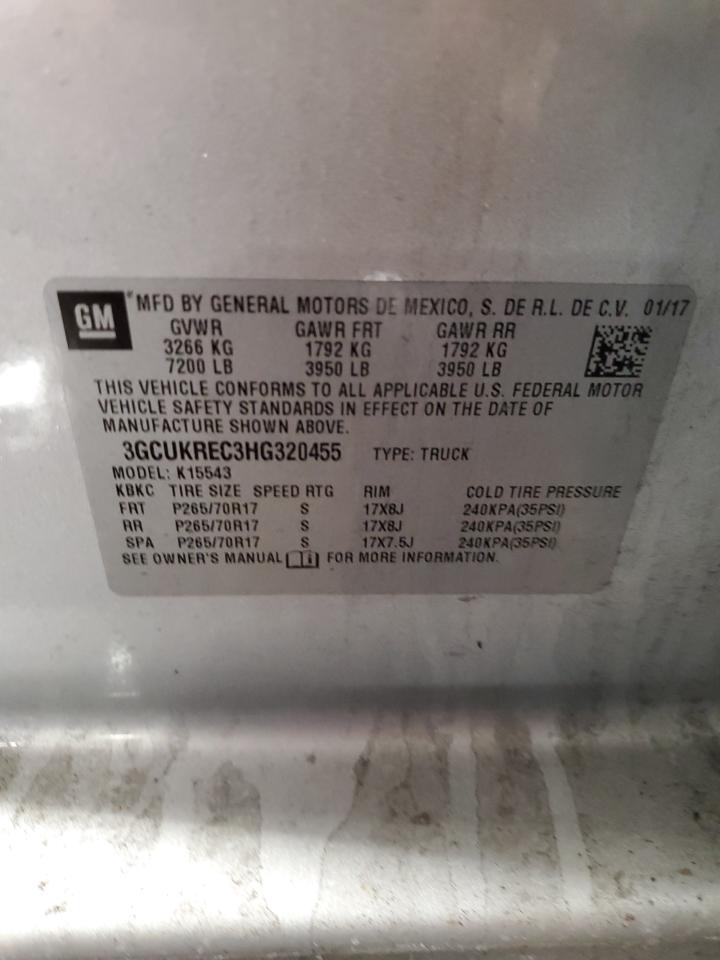 GM
MFD BY GENERAL MOTORS DE MEXICO, S. DE R.L. DE C.V. 01/17
GVWR GAWR FRT GAWR RR
3266 KG 1792 KG 1792 KG
7200 LB 3950 LB 3950 LB
THIS VEHICLE CONFORMS TO ALL APPLICABLE U.S. FEDERAL MOTOR
VEHICLE SAFETY STANDARDS IN EFFECT ON THE DATE OF
MANUFACTURE SHOWN ABOVE.
3GCUKREC3HG320455 TYPE: TRUCK
MODEL: K15543
KBKC TIRE SIZE SPEED RTG RIM COLD TIRE PRESSURE
FRT P265/70R17 S 17X8J 240KPA(35PSI)
RR P265/70R17 S 17X8J 240KPA(35PSI)
SPA P265/70R17 S 17X7.5J 240KPA(35PSI)
SEE OWNER'S MANUAL i FOR MORE INFORMATION.